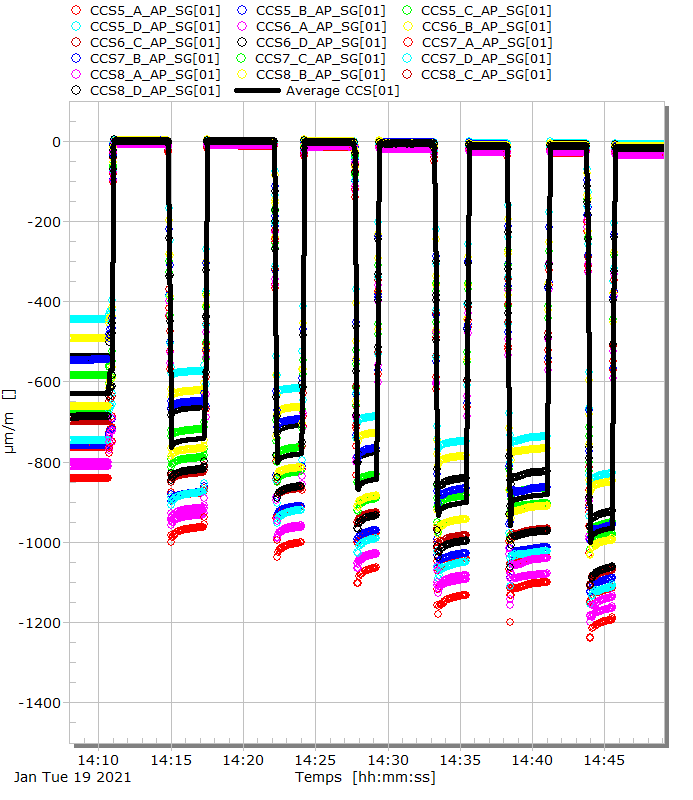 CCS5_A_AP_SG[01] CCS5_B_AP_SG[01] CCS5_C_AP_SG[01]
CCS5_D_AP_SG[01] CCS6_A_AP_SG[01] CCS6_B_AP_SG[01]
CCS6_C_AP_SG[01] CCS6_D_AP_SG[01] CCS7_A_AP_SG[01]
CCS7_B_AP_SG[01] CCS7_C_AP_SG[01] CCS7_D_AP_SG[01]
CCS8_A_AP_SG[01] CCS8_B_AP_SG[01] CCS8_C_AP_SG[01]
CCS8_D_AP_SG[01] Average CCS[01]
0
-200
-400
-600
-800
-1000
-1200
-1400
µm/m []
14:10 14:15 14:20 14:25 14:30 14:35 14:40 14:45
Jan Tue 19 2021 Temps [hh:mm:ss]